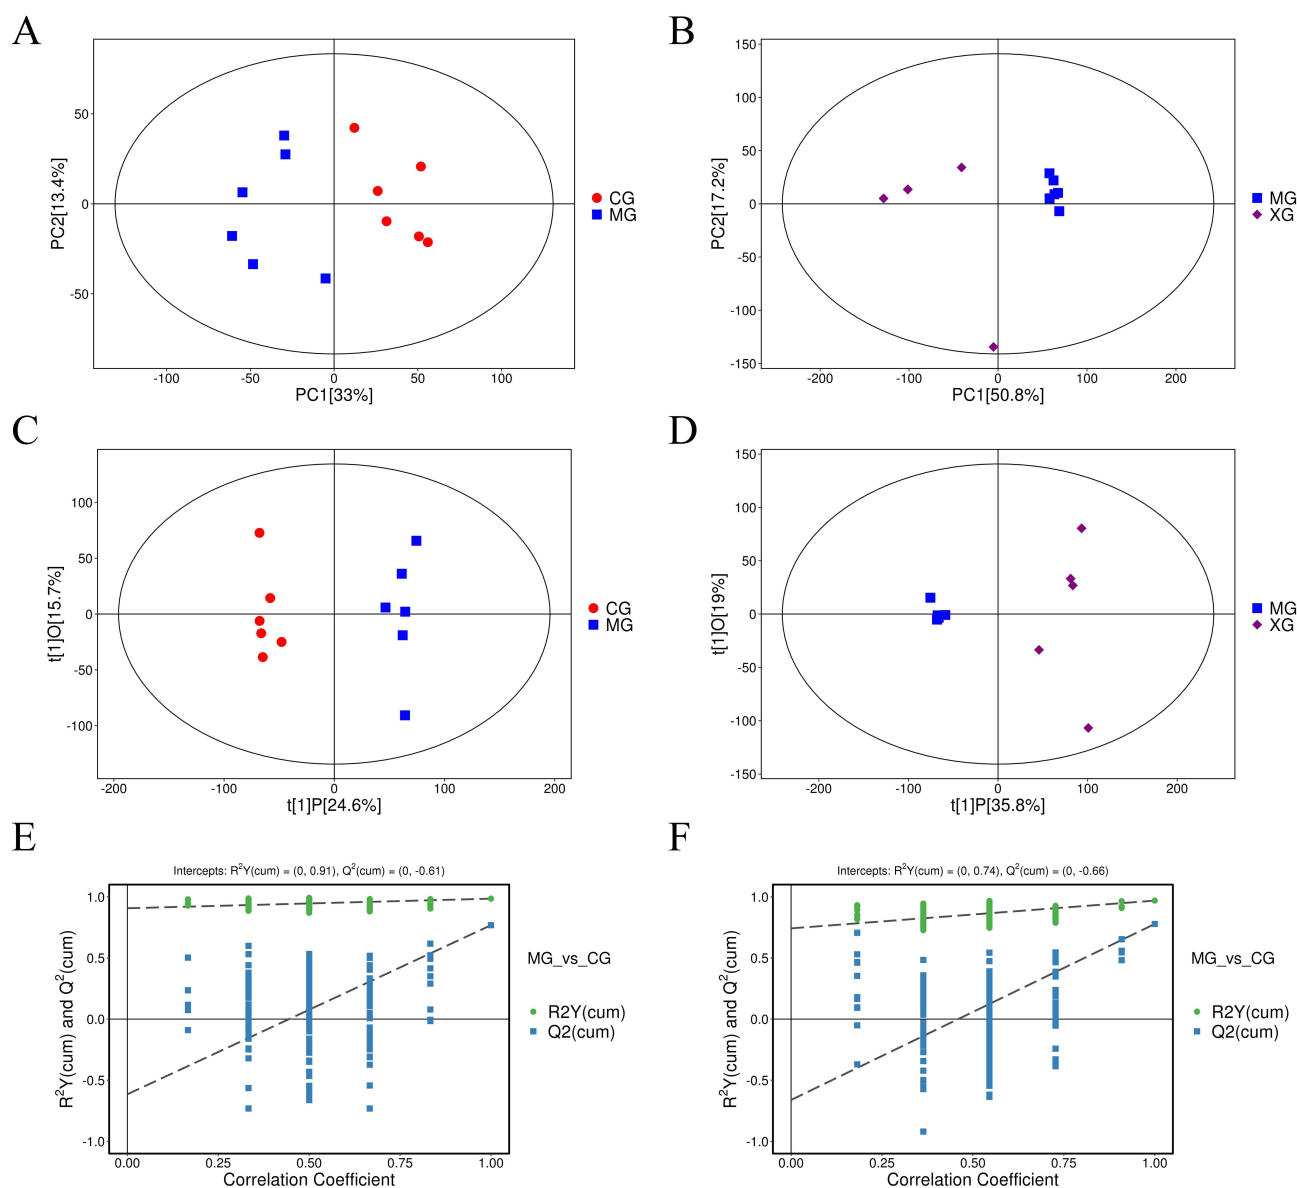 A
50
0
-50
PC2[13.4%]
-100
-50
0
50
100
PC1[33%]
CG
MG
B
150
100
50
0
-50
-100
-150
PC2[17.2%]
-200
-100
0
100
200
PC1[50.8%]
MG
XG
C
100
50
0
-50
-100
t[1]O[15.7%]
-200
-100
0
100
200
t[1]P[24.6%]
CG
MG
D
150
100
50
0
-50
-100
-150
t[1]O[19%]
-200
-100
0
100
200
t[1]P[35.8%]
MG
XG
E
Intercepts: R²Y(cum) = (0, 0.91), Q²(cum) = (0, -0.61)
1.0
0.5
0.0
-0.5
-1.0
R²Y(cum) and Q²(cum)
0.00
0.25
0.50
0.75
1.00
Correlation Coefficient
MG_vs_CG
R2Y(cum)
Q2(cum)
F
Intercepts: R²Y(cum) = (0, 0.74), Q²(cum) = (0, -0.66)
1.0
0.5
0.0
-0.5
-1.0
R²Y(cum) and Q²(cum)
0.00
0.25
0.50
0.75
1.00
Correlation Coefficient
MG_vs_CG
R2Y(cum)
Q2(cum)